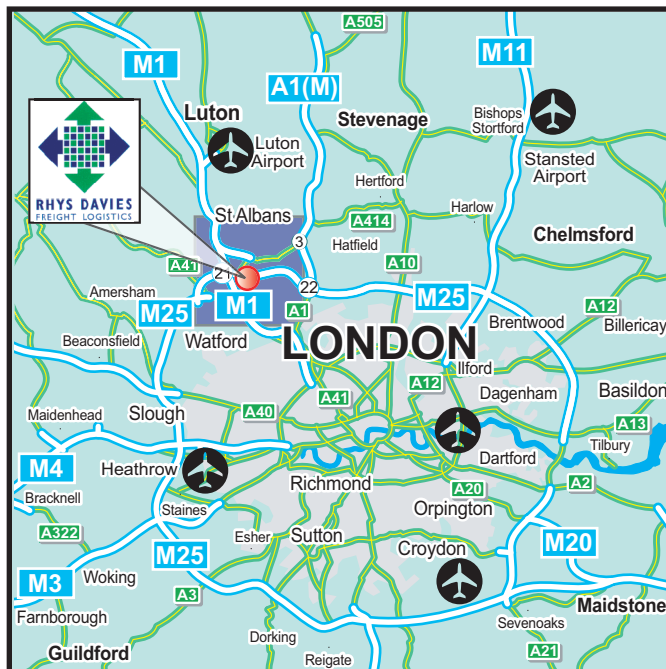 A505
M1
A1(M)
M11
Luton
Stevenage
Bishops
Stortford
Luton
Airport
Stansted
Airport
RHYS DAVIES
FREIGHT LOGISTICS
Hertford
Harlow
St Albans
A414
3
Hatfield
Chelmsford
A41
A10
21
22
Amersham
M25
M1
A1
M25
A12
Brentwood
Billericay
Beaconsfield
Watford
LONDON
Ilford
A12
A41
Dagenham
Basildon
Maidenhead
Slough
A40
A13
Tilbury
M4
Heathrow
Dartford
Bracknell
Richmond
A20
A2
Staines
Orpington
A322
Esher
Sutton
M25
Croydon
M20
M3
Woking
A3
Farnborough
Maidstone
Sevenoaks
Dorking
Guildford
A21
Reigate